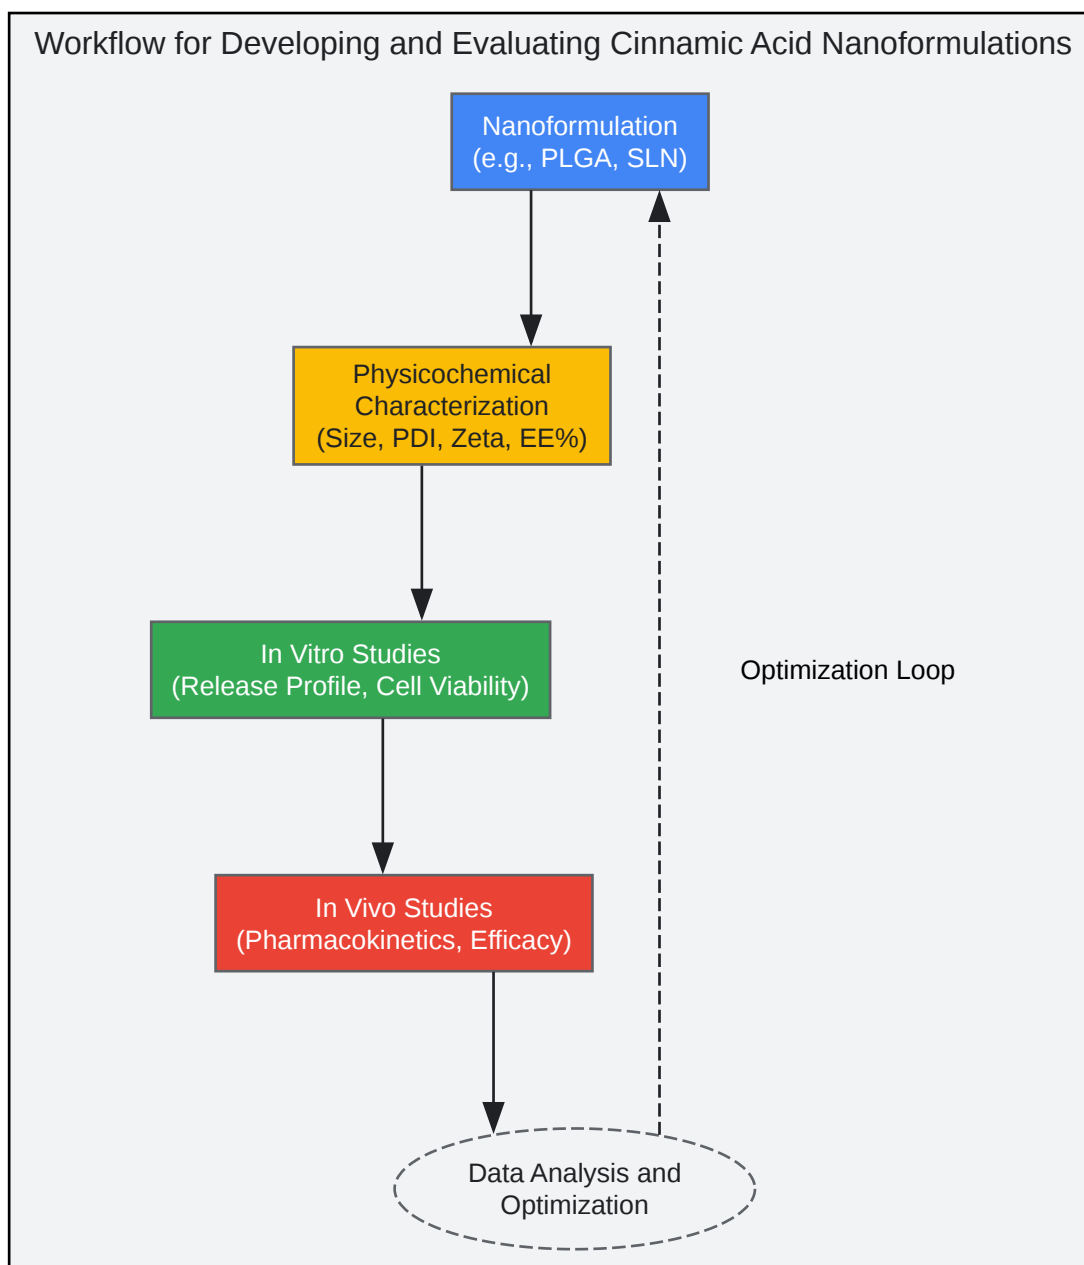 Workflow for Developing and Evaluating Cinnamic Acid Nanoformulations
Nanoformulation
(e.g., PLGA, SLN)
Physicochemical
Characterization
(Size, PDI, Zeta, EE%)
In Vitro Studies
(Release Profile, Cell Viability)
Optimization Loop
In Vivo Studies
(Pharmacokinetics, Efficacy)
Data Analysis and
Optimization